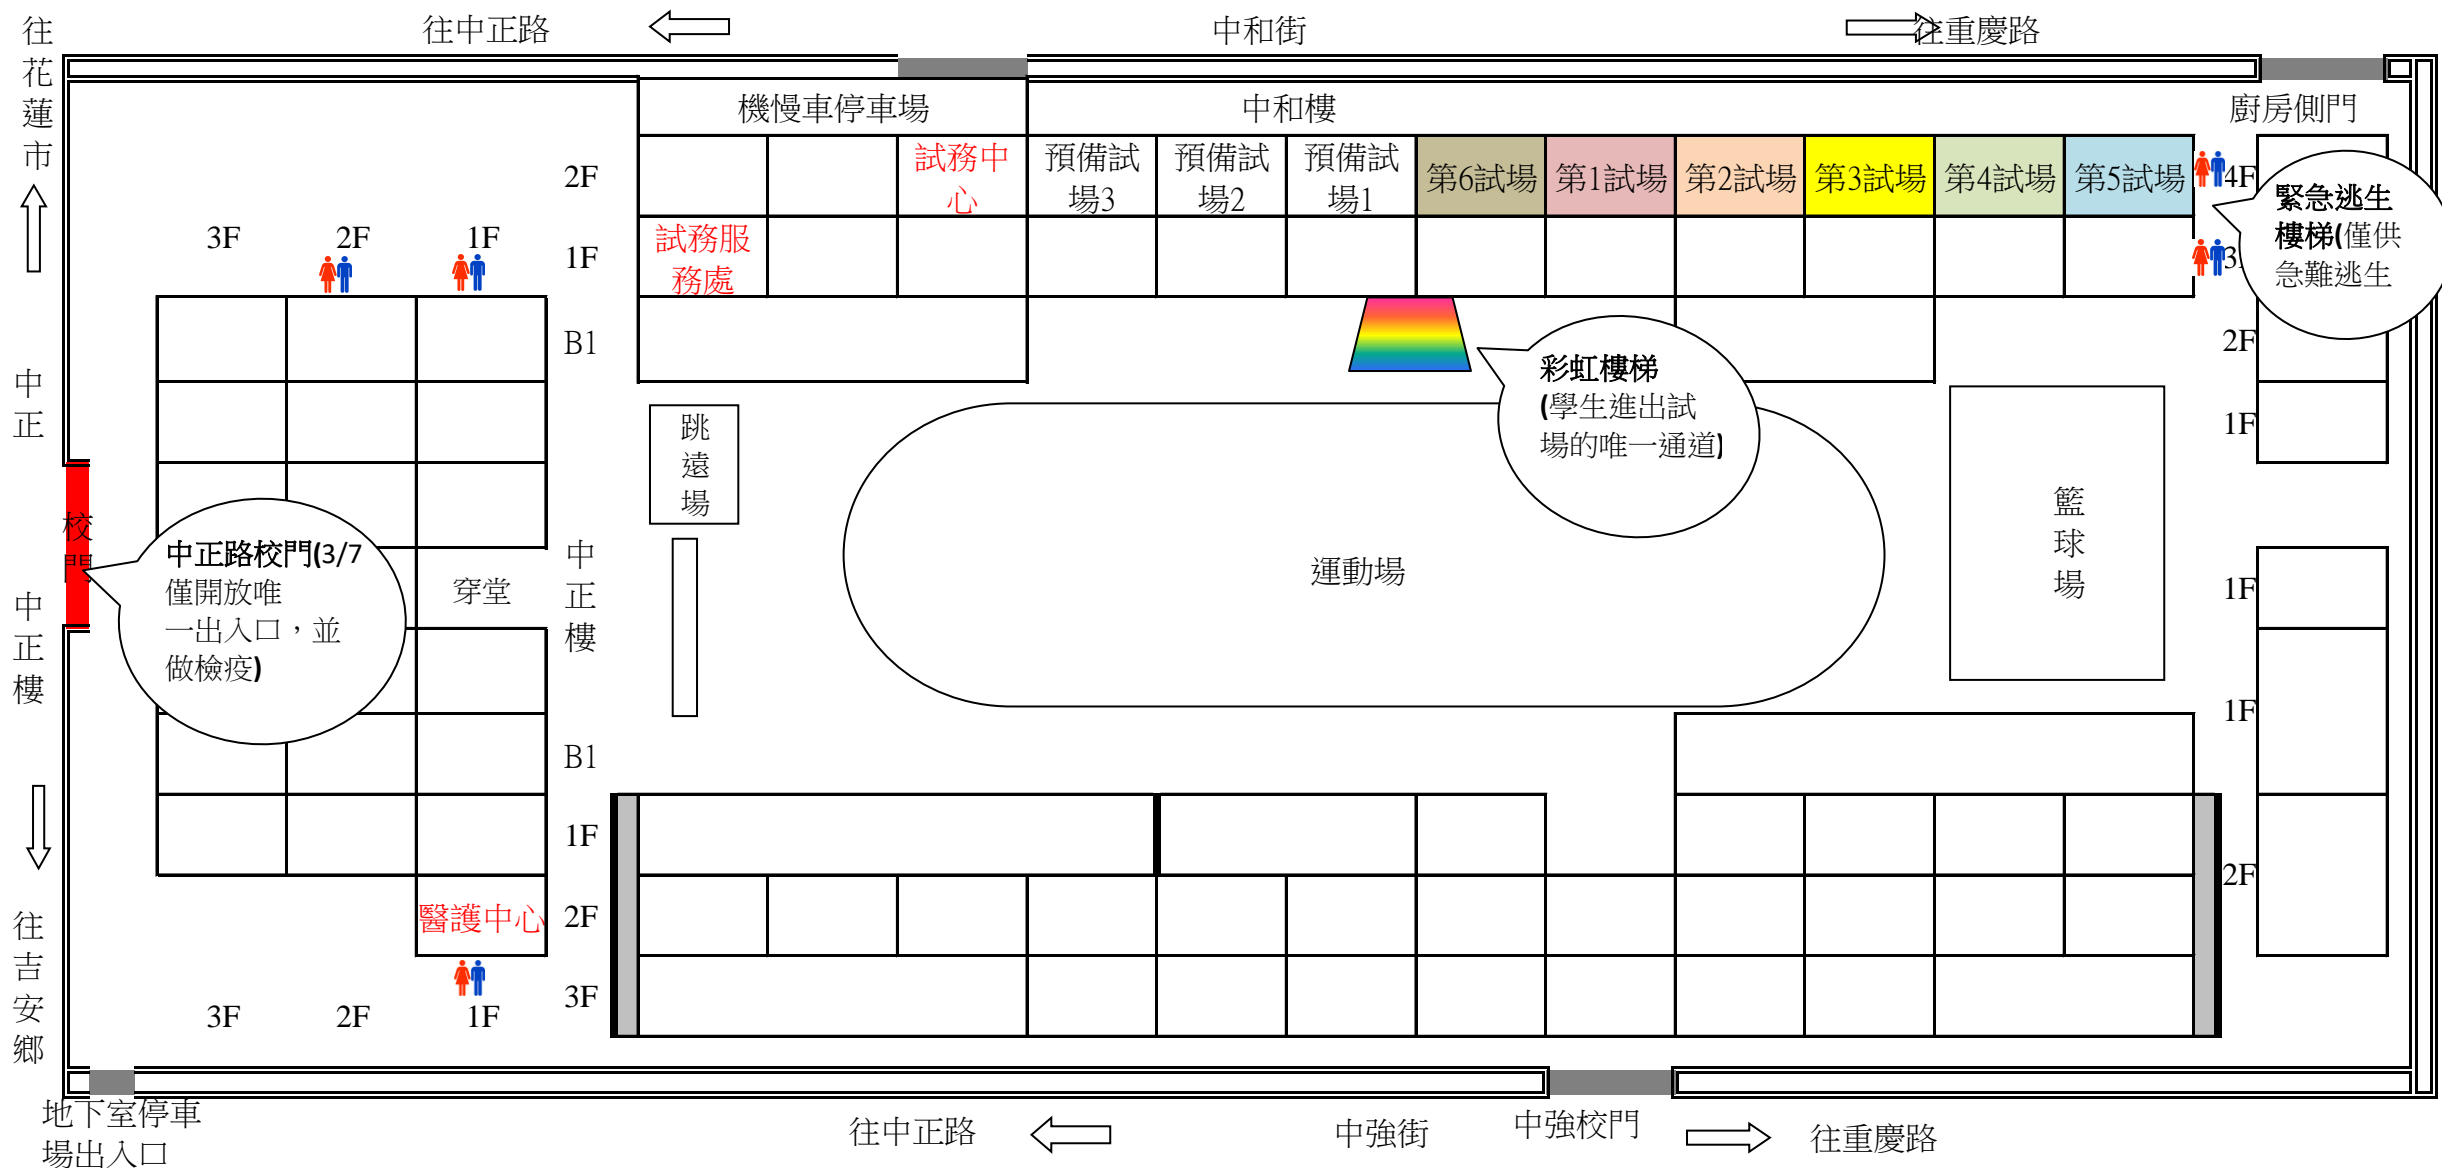 往中正路
中和街
往重慶路
往花蓮市
機慢車停車場
中和樓
廚房側門
2F
試務中
心
預備試
場3
預備試
場2
預備試
場1
第6試場
第1試場
第2試場
第3試場
第4試場
第5試場
4F
緊急逃生
樓梯(僅供
急難逃生
3F
2F
1F
1F
試務服
務處
B1
2F
1F
彩虹樓梯
(學生進出試
場的唯一通道)
中正
跳遠場
校門
中正路校門(3/7
僅開放唯
一出入口，並
做檢疫)
穿堂
中正樓
運動場
籃球場
1F
中正樓
1F
B1
1F
2F
醫護中心
2F
3F
3F
2F
1F
往吉安鄉
地下室停車
場出入口
往中正路
中強街
中強校門
往重慶路